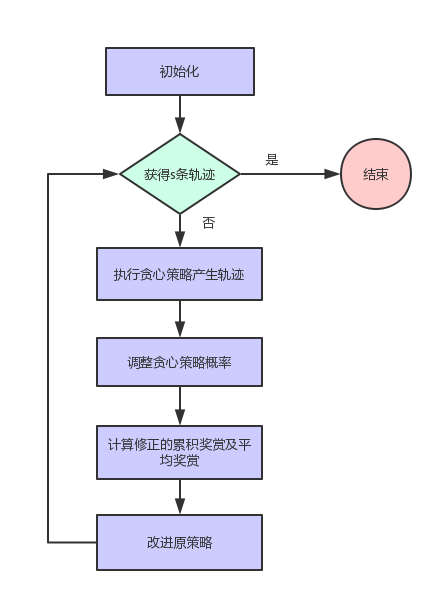 初始化
获得s条轨迹
是
结束
否
执行贪心策略产生轨迹
调整贪心策略概率
计算修正的累积奖赏及平
均奖赏
改进原策略